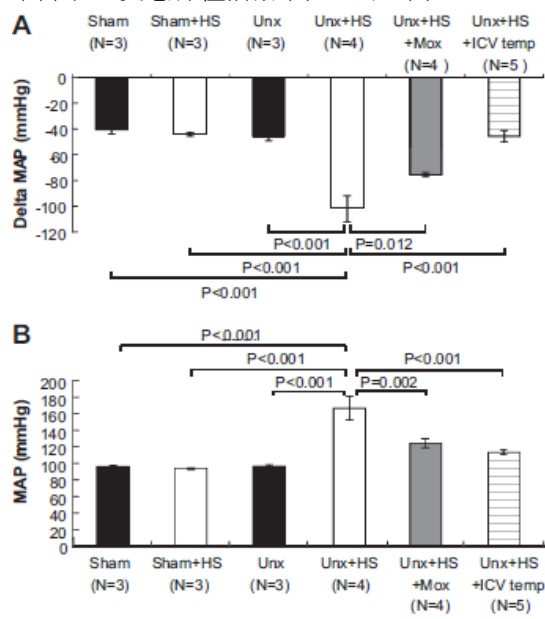 A
Sham Sham+HS Unx Unx+HS Unx+HS Unx+HS
(N=3) (N=3) (N=3) (N=4) +Mox +ICV temp
(N=4) (N=5)
Delta MAP (mmHg)
0
-20
-40
-60
-80
-100
-120
P<0.001 P=0.012
P<0.001 P<0.001
P<0.001
B
P<0.001
P<0.001 P<0.001
P<0.001 P=0.002
MAP (mmHg)
200
180
160
140
120
100
80
60
40
20
0
Sham Sham+HS Unx Unx+HS Unx+HS Unx+HS
(N=3) (N=3) (N=3) (N=4) +Mox +ICV temp
(N=4) (N=5)